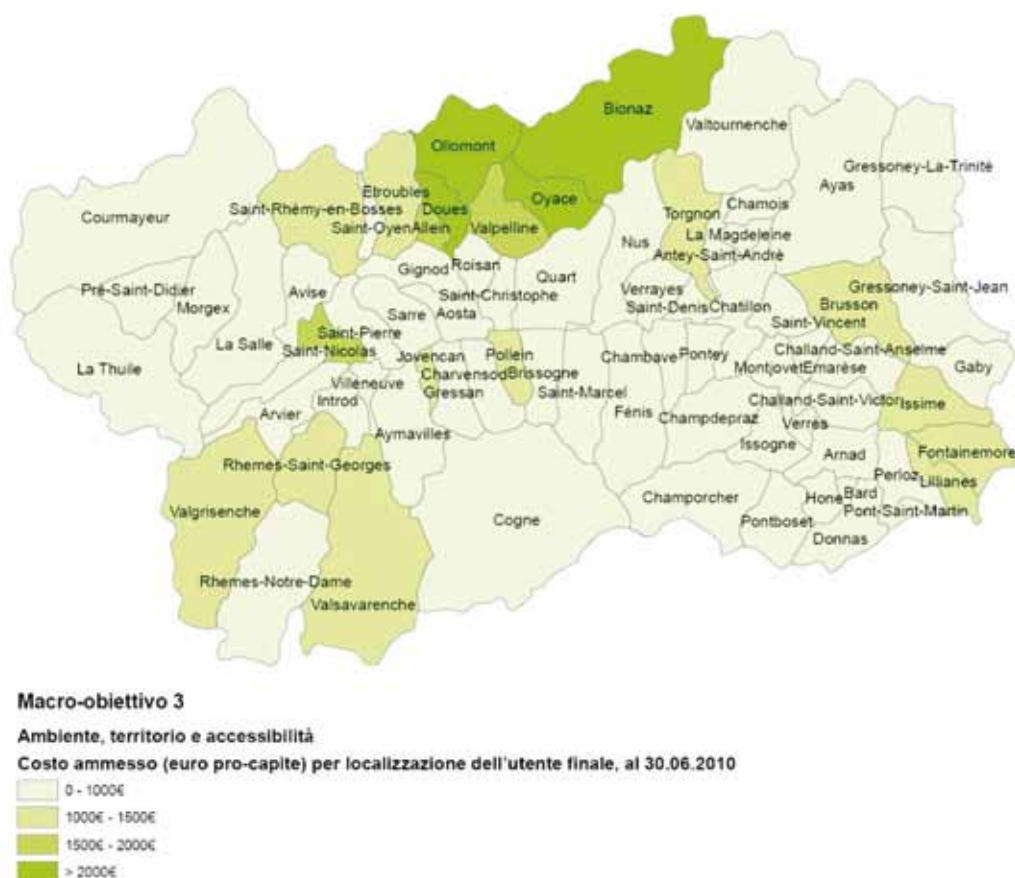 Bionaz
Valtournenche
Ollomont
Gressoney-La-Trinité
Ayas
Etroubles
Oyace
Chamois
Courmayeur
Saint-Rhémy-en-Bosses
Doues
Torgnon
Saint-Oyen
Allein
Valpelline
La Magdeleine
Nus
Antey-Saint-André
Gignod
Roisan
Quart
Pré-Saint-Didier
Avise
Verrayes
Gressoney-Saint-Jean
Morgex
Saint-Christophe
Brusson
Saint-Denis
Chatillon
Sarre
Aosta
Saint-Vincent
Saint-Pierre
La Salle
Saint-Nicolas
Jovencan
Pollein
Chambave
Pontey
Challand-Saint-Anselme
La Thuile
Charvensod
Brissogne
Montjovet
Emarèse
Gaby
Villeneuve
Gressan
Saint-Marcel
Introd
Challand-Saint-Victor
Issime
Arvier
Fénis
Champdepraz
Verrès
Aymavilles
Issogne
Arnad
Fontainemore
Rhemes-Saint-Georges
Perloz
Lillianes
Valgrisenche
Champorcher
Hone
Bard
Cogne
Pont-Saint-Martin
Pontboset
Donnas
Rhemes-Notre-Dame
Valsavarenche
Macro-obiettivo 3
Ambiente, territorio e accessibilità
Costo ammesso (euro pro-capite) per localizzazione dell'utente finale, al 30.06.2010
0 - 1000€
1000€ - 1500€
1500€ - 2000€
> 2000€